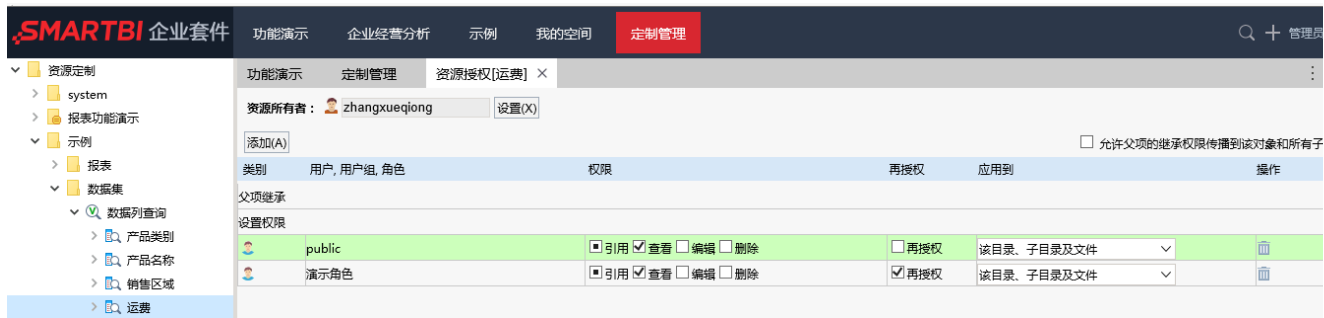 SMARTBI 企业套件 功能演示 企业经营分析 示例 我的空间 定制管理 管理员
资源定制
system
报表功能演示
示例
报表
数据集
数据列查询
产品类别
产品名称
销售区域
运费
功能演示 定制管理 资源授权[运费]
资源所有者： zhangxueqiong 设置(X)
添加(A) 允许父项的继承权限传播到该对象和所有子
类别 用户, 用户组, 角色 权限 再授权 应用到 操作
父项继承
设置权限
public 引用 查看 编辑 删除 再授权 该目录、子目录及文件
演示角色 引用 查看 编辑 删除 再授权 该目录、子目录及文件